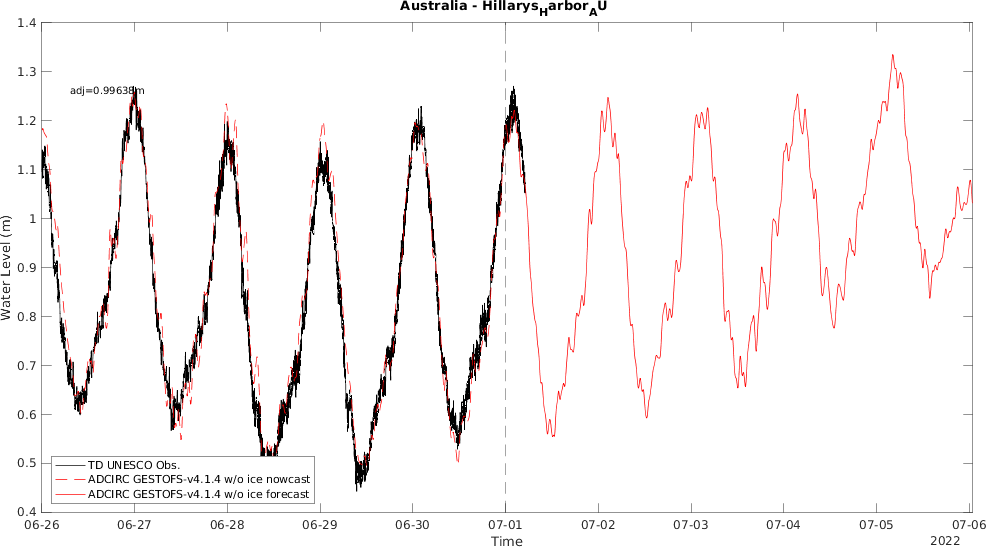 Australia - HillarysHarborAU
1.4
1.3
1.2
1.1
1
0.9
0.8
0.7
0.6
0.5
0.4
Water Level (m)
adj=0.99638m
TD UNESCO Obs.
ADCIRC GESTOFS-v4.1.4 w/o ice nowcast
ADCIRC GESTOFS-v4.1.4 w/o ice forecast
06-26 06-27 06-28 06-29 06-30 07-01 07-02 07-03 07-04 07-05 07-06
Time
2022